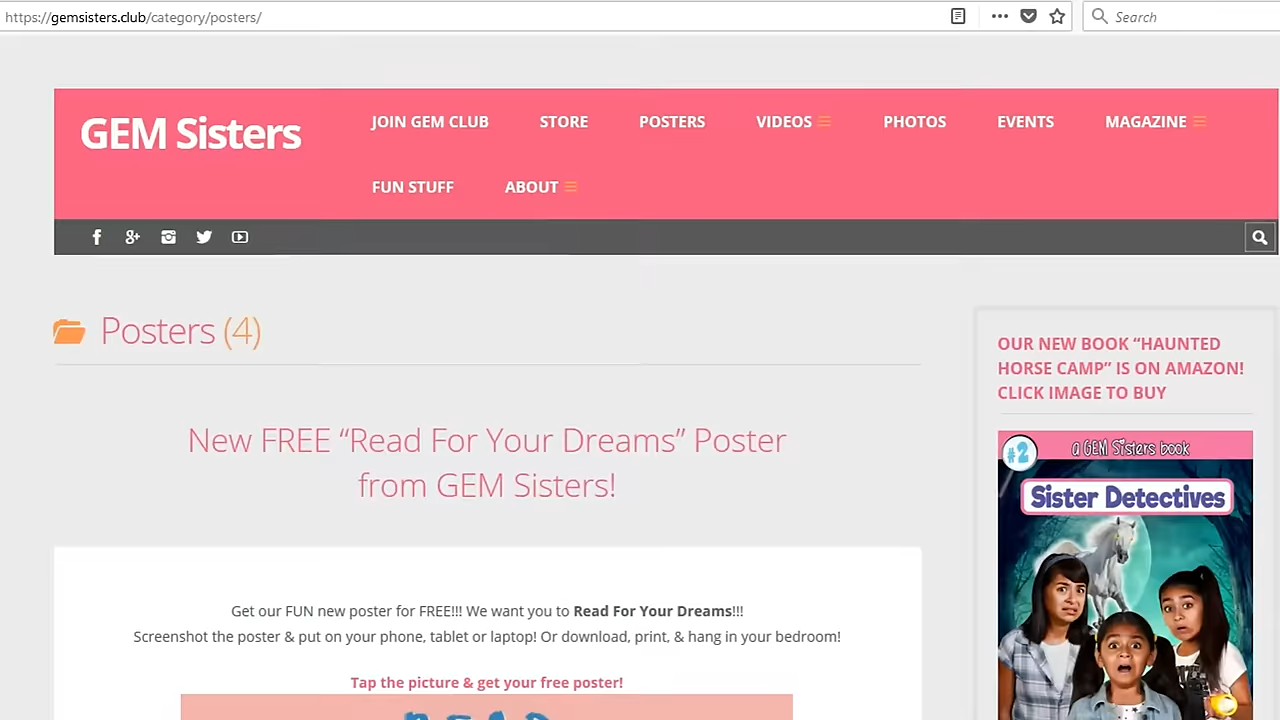 https://gemsisters.club/category/posters/
Search
GEM Sisters
JOIN GEM CLUB
STORE
POSTERS
VIDEOS
PHOTOS
EVENTS
MAGAZINE
FUN STUFF
ABOUT
Posters (4)
OUR NEW BOOK “HAUNTED
HORSE CAMP” IS ON AMAZON!
CLICK IMAGE TO BUY
New FREE “Read For Your Dreams” Poster
from GEM Sisters!
#2
a GEM Sisters book
Sister Detectives
Get our FUN new poster for FREE!!! We want you to Read For Your Dreams!!!
Screenshot the poster & put on your phone, tablet or laptop! Or download, print, & hang in your bedroom!
Tap the picture & get your free poster!